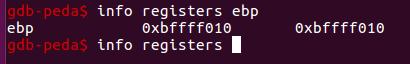 gdb-peda$ info registers ebp
ebp            0xbffff010       0xbffff010
gdb-peda$ info registers